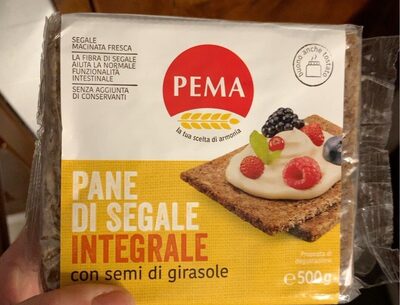 SEGALE
MACINATA FRESCA
LA FIBRA DI SEGALE
AIUTA LA NORMALE
FUNZIONALITÀ
INTESTINALE
SENZA AGGIUNTA
DI CONSERVANTI
PEMA
la tua scelta di armonia
buono anche tostato
PANE
DI SEGALE
INTEGRALE
con semi di girasole
Proposta di
degustazione
℮500g